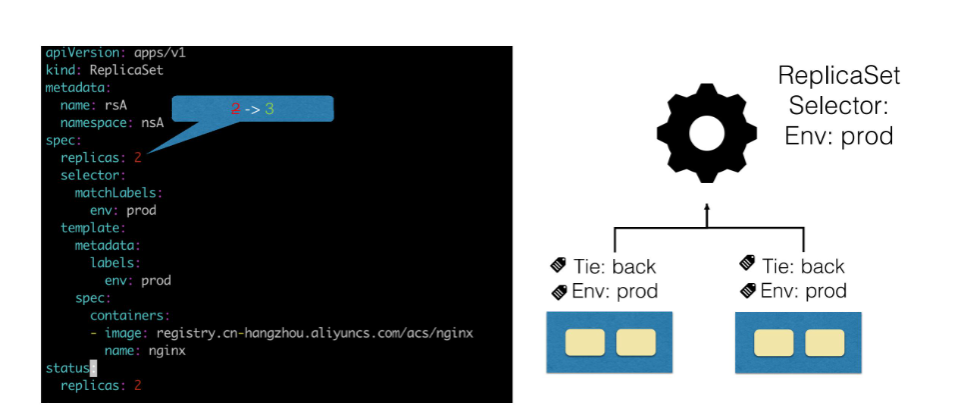 apiVersion: apps/v1
kind: ReplicaSet
metadata:
  name: rsA
  namespace: nsA
spec:
  replicas: 2
  selector:
    matchLabels:
      env: prod
  template:
    metadata:
      labels:
        env: prod
    spec:
      containers:
      - image: registry.cn-hangzhou.aliyuncs.com/acs/nginx
        name: nginx
status:
  replicas: 2
2 -> 3
ReplicaSet
Selector:
Env: prod
Tie: back
Env: prod
Tie: back
Env: prod